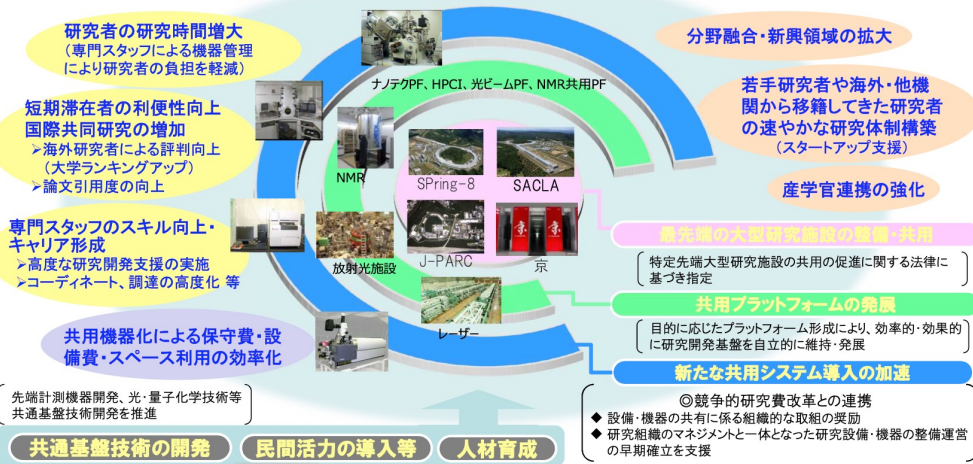 研究者の研究時間増大
（専門スタッフによる機器管理
により研究者の負担を軽減）
短期滞在者の利便性向上
国際共同研究の増加
➢海外研究者による評判向上
（大学ランキングアップ）
➢論文引用度の向上
専門スタッフのスキル向上・
キャリア形成
➢高度な研究開発支援の実施
➢コーディネート、調達の高度化 等
共用機器化による保守費・設
備費・スペース利用の効率化
ナノテクPF、HPCI、光ビームPF、NMR共用PF
NMR
SPring-8
SACLA
放射光施設
J-PARC
京
京
レーザー
分野融合・新興領域の拡大
若手研究者や海外・他機
関から移籍してきた研究者
の速やかな研究体制構築
（スタートアップ支援）
産学官連携の強化
最先端の大型研究施設の整備・共用
特定先端大型研究施設の共用の促進に関する法律に
基づき指定
共用プラットフォームの発展
目的に応じたプラットフォーム形成により、効率的・効果的
に研究開発基盤を自立的に維持・発展
新たな共用システム導入の加速
◎競争的研究費改革との連携
◆ 設備・機器の共有に係る組織的な取組の奨励
◆ 研究組織のマネジメントと一体となった研究設備・機器の整備運営
の早期確立を支援
先端計測機器開発、光・量子化学技術等
共通基盤技術開発を推進
共通基盤技術の開発
民間活力の導入等
人材育成